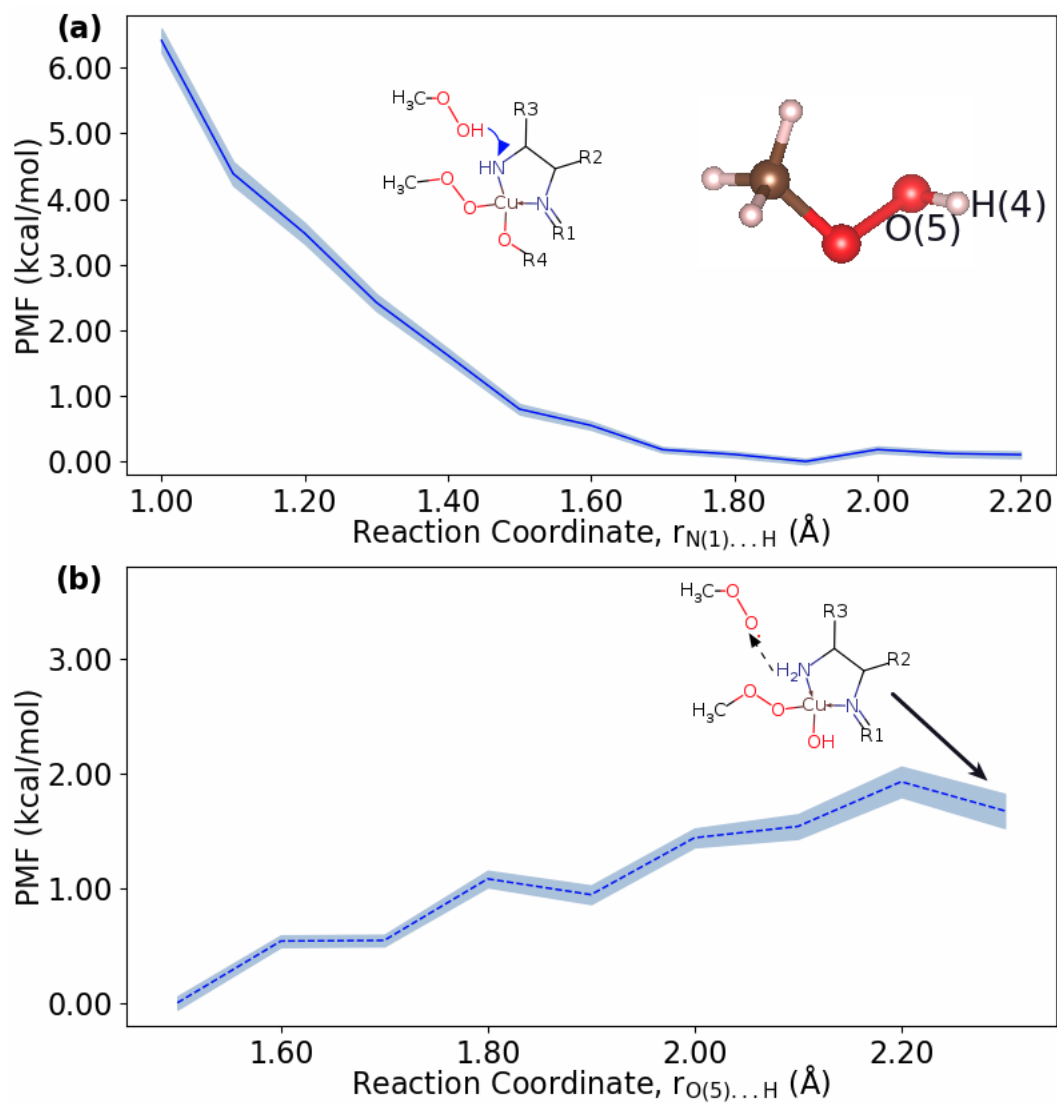 (a)
6.00
5.00
4.00
3.00
2.00
1.00
0.00
PMF (kcal/mol)
H3C
O
OH
R3
HN
R2
H3C
O
O
Cu
N
R1
O
R4
H(4)
O(5)
1.00 1.20 1.40 1.60 1.80 2.00 2.20
Reaction Coordinate, rN(1)...H (Å)
(b)
3.00
2.00
1.00
0.00
PMF (kcal/mol)
H3C
O
O·
R3
H2N
R2
H3C
O
O
Cu
N
R1
OH
1.60 1.80 2.00 2.20
Reaction Coordinate, rO(5)...H (Å)